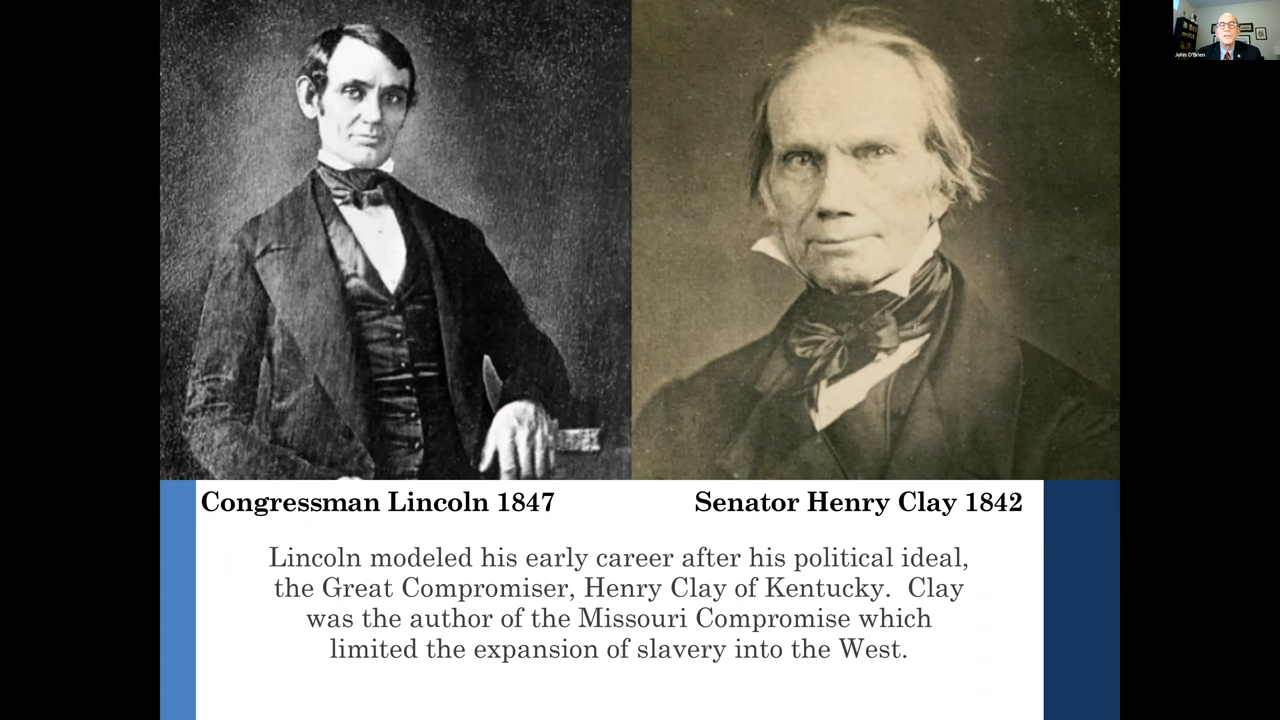 John O'Brien
Congressman Lincoln 1847
Senator Henry Clay 1842
Lincoln modeled his early career after his political ideal,
the Great Compromiser, Henry Clay of Kentucky.  Clay
was the author of the Missouri Compromise which
limited the expansion of slavery into the West.